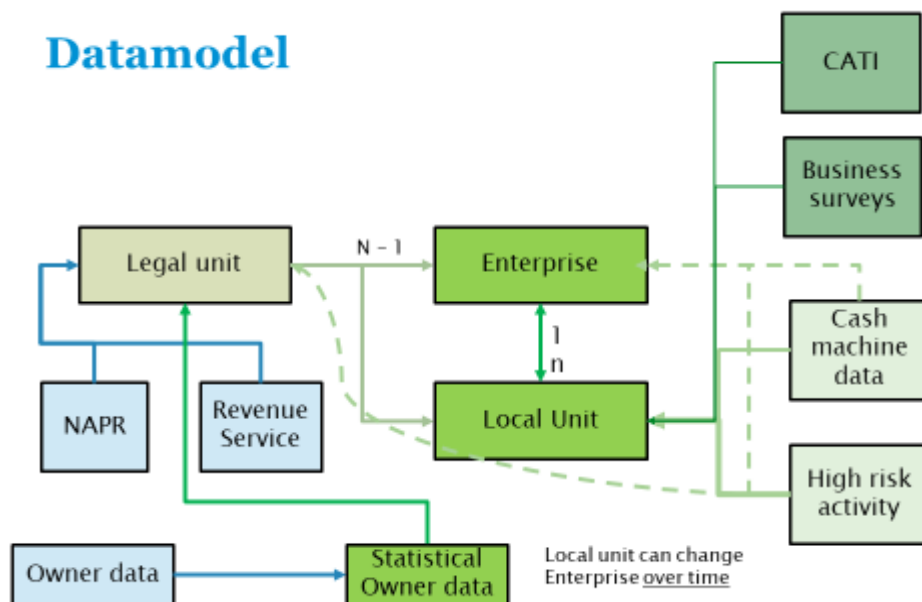 Datamodel
CATI
Business
surveys
Legal unit
N - 1
Enterprise
1
n
Cash
machine
data
NAPR
Revenue
Service
Local Unit
High risk
activity
Owner data
Statistical
Owner data
Local unit can change
Enterprise over time